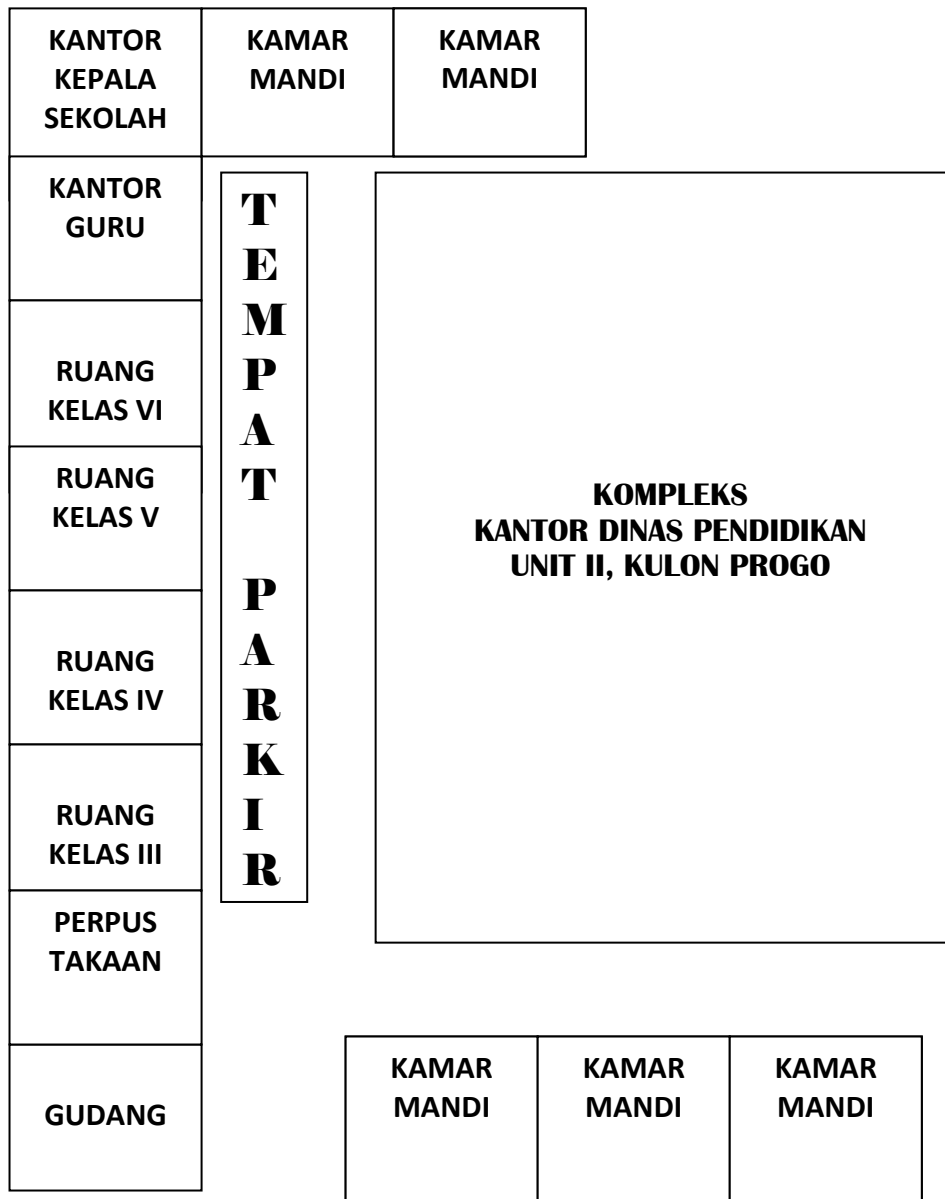 KANTOR
KEPALA
SEKOLAH
KAMAR
MANDI
KAMAR
MANDI
KANTOR
GURU
RUANG
KELAS VI
RUANG
KELAS V
RUANG
KELAS IV
RUANG
KELAS III
PERPUS
TAKAAN
GUDANG
T
E
M
P
A
T
P
A
R
K
I
R
KOMPLEKS
KANTOR DINAS PENDIDIKAN
UNIT II, KULON PROGO
KAMAR
MANDI
KAMAR
MANDI
KAMAR
MANDI